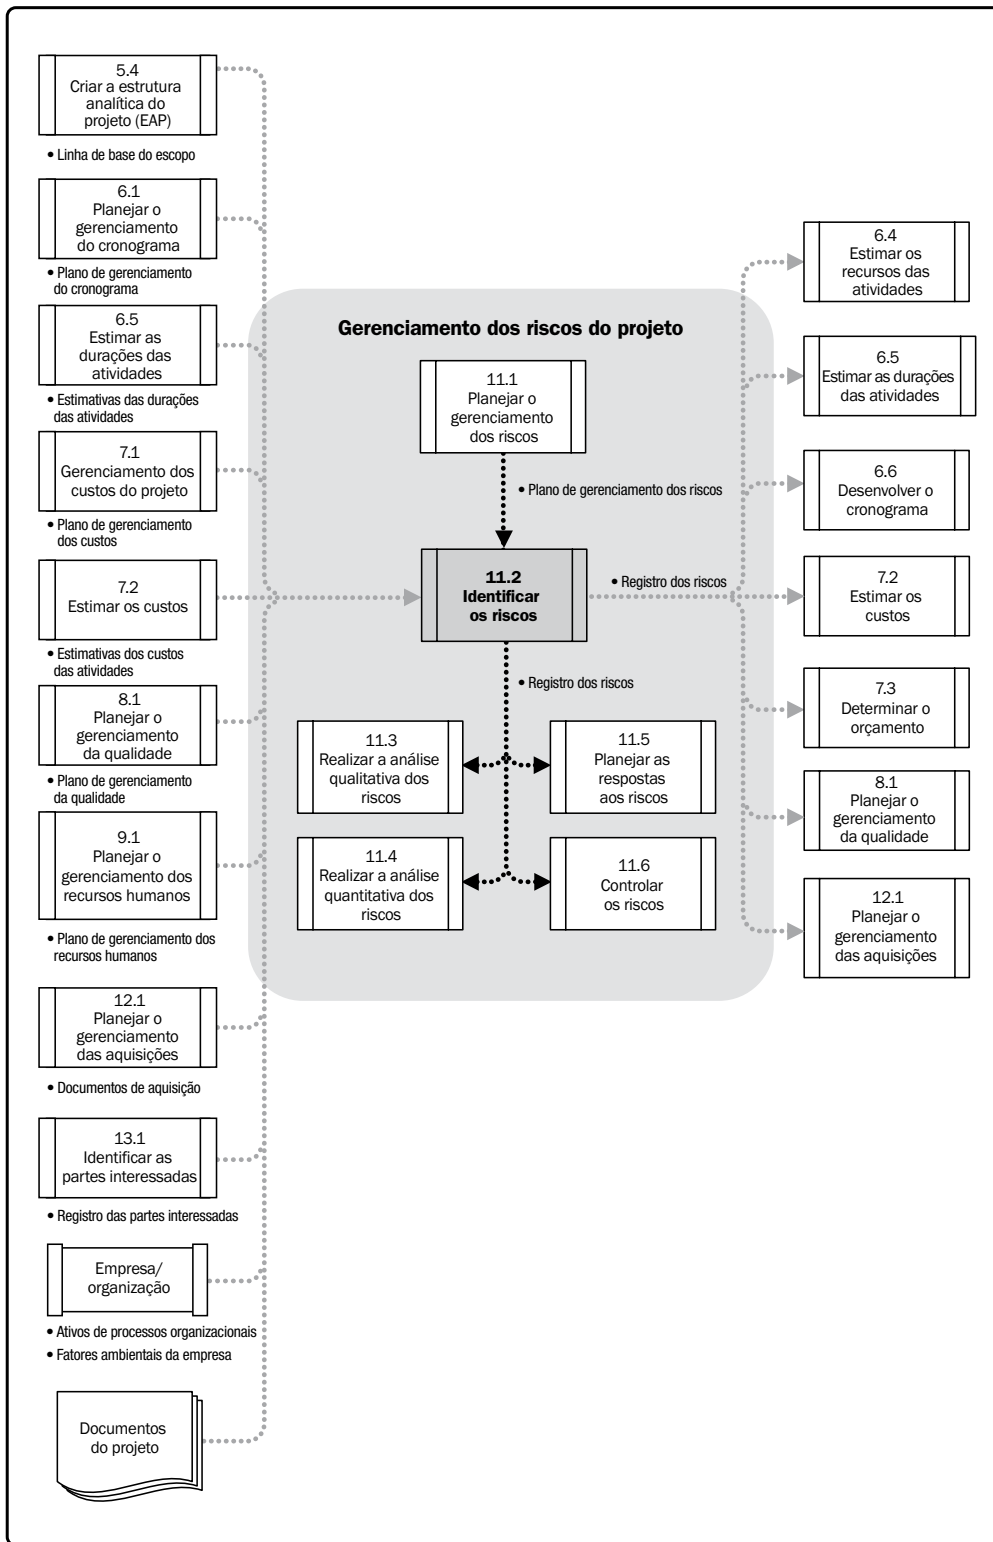 5.4
Criar a estrutura
analítica do
projeto (EAP)
• Linha de base do escopo
6.1
Planejar o
gerenciamento
do cronograma
• Plano de gerenciamento
do cronograma
6.5
Estimar as
durações das
atividades
• Estimativas das durações
das atividades
7.1
Gerenciamento dos
custos do projeto
• Plano de gerenciamento
dos custos
7.2
Estimar os custos
• Estimativas dos custos
das atividades
8.1
Planejar o
gerenciamento
da qualidade
• Plano de gerenciamento
da qualidade
9.1
Planejar o
gerenciamento dos
recursos humanos
• Plano de gerenciamento dos
recursos humanos
12.1
Planejar o
gerenciamento
das aquisições
• Documentos de aquisição
13.1
Identificar as
partes interessadas
• Registro das partes interessadas
Empresa/
organização
• Ativos de processos organizacionais
• Fatores ambientais da empresa
Documentos
do projeto
Gerenciamento dos riscos do projeto
11.1
Planejar o
gerenciamento
dos riscos
• Plano de gerenciamento dos riscos
11.2
Identificar
os riscos
• Registro dos riscos
• Registro dos riscos
11.3
Realizar a análise
qualitativa dos
riscos
11.5
Planejar as
respostas
aos riscos
11.4
Realizar a análise
quantitativa dos
riscos
11.6
Controlar
os riscos
6.4
Estimar os
recursos das
atividades
6.5
Estimar as durações
das atividades
6.6
Desenvolver o
cronograma
7.2
Estimar os
custos
7.3
Determinar o
orçamento
8.1
Planejar o
gerenciamento
da qualidade
12.1
Planejar o
gerenciamento
das aquisições